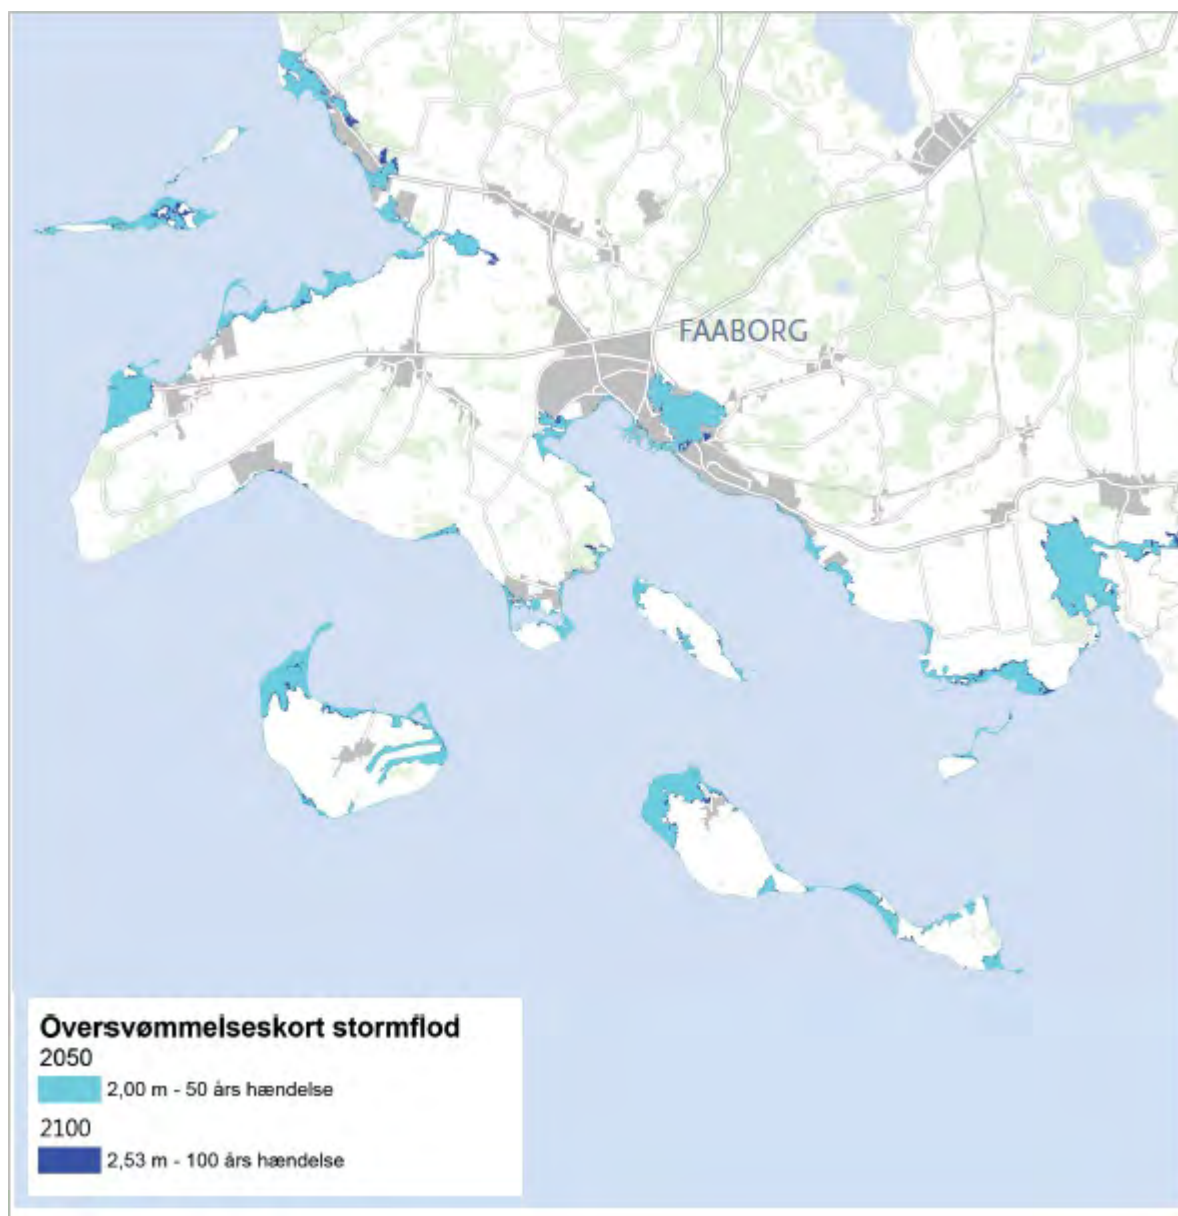 FAABORG
Oversvømmelseskort stormflod
2050
2,00 m - 50 års hændelse
2100
2,53 m - 100 års hændelse